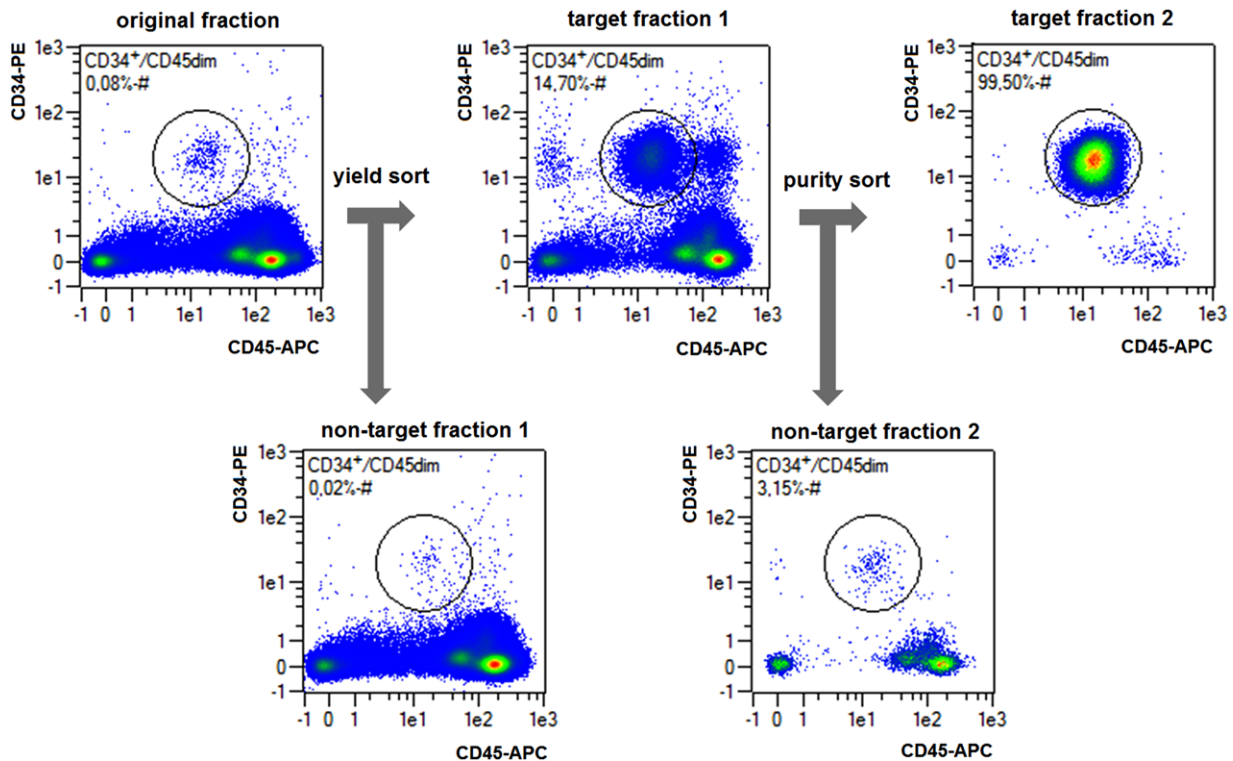 original fraction
CD34-PE
1e3
CD34+/CD45dim
0,08%-#
1e2
1e1
1
0
-1
-1 0 1 1e1 1e2 1e3
CD45-APC
yield sort
target fraction 1
CD34-PE
1e3
CD34+/CD45dim
14,70%-#
1e2
1e1
1
0
-1
-1 0 1 1e1 1e2 1e3
CD45-APC
purity sort
target fraction 2
CD34-PE
1e3
CD34+/CD45dim
99,50%-#
1e2
1e1
1
0
-1
-1 0 1 1e1 1e2 1e3
CD45-APC
non-target fraction 1
CD34-PE
1e3
CD34+/CD45dim
0,02%-#
1e2
1e1
1
0
-1
-1 0 1 1e1 1e2 1e3
CD45-APC
non-target fraction 2
CD34-PE
1e3
CD34+/CD45dim
3,15%-#
1e2
1e1
1
0
-1
-1 0 1 1e1 1e2 1e3
CD45-APC